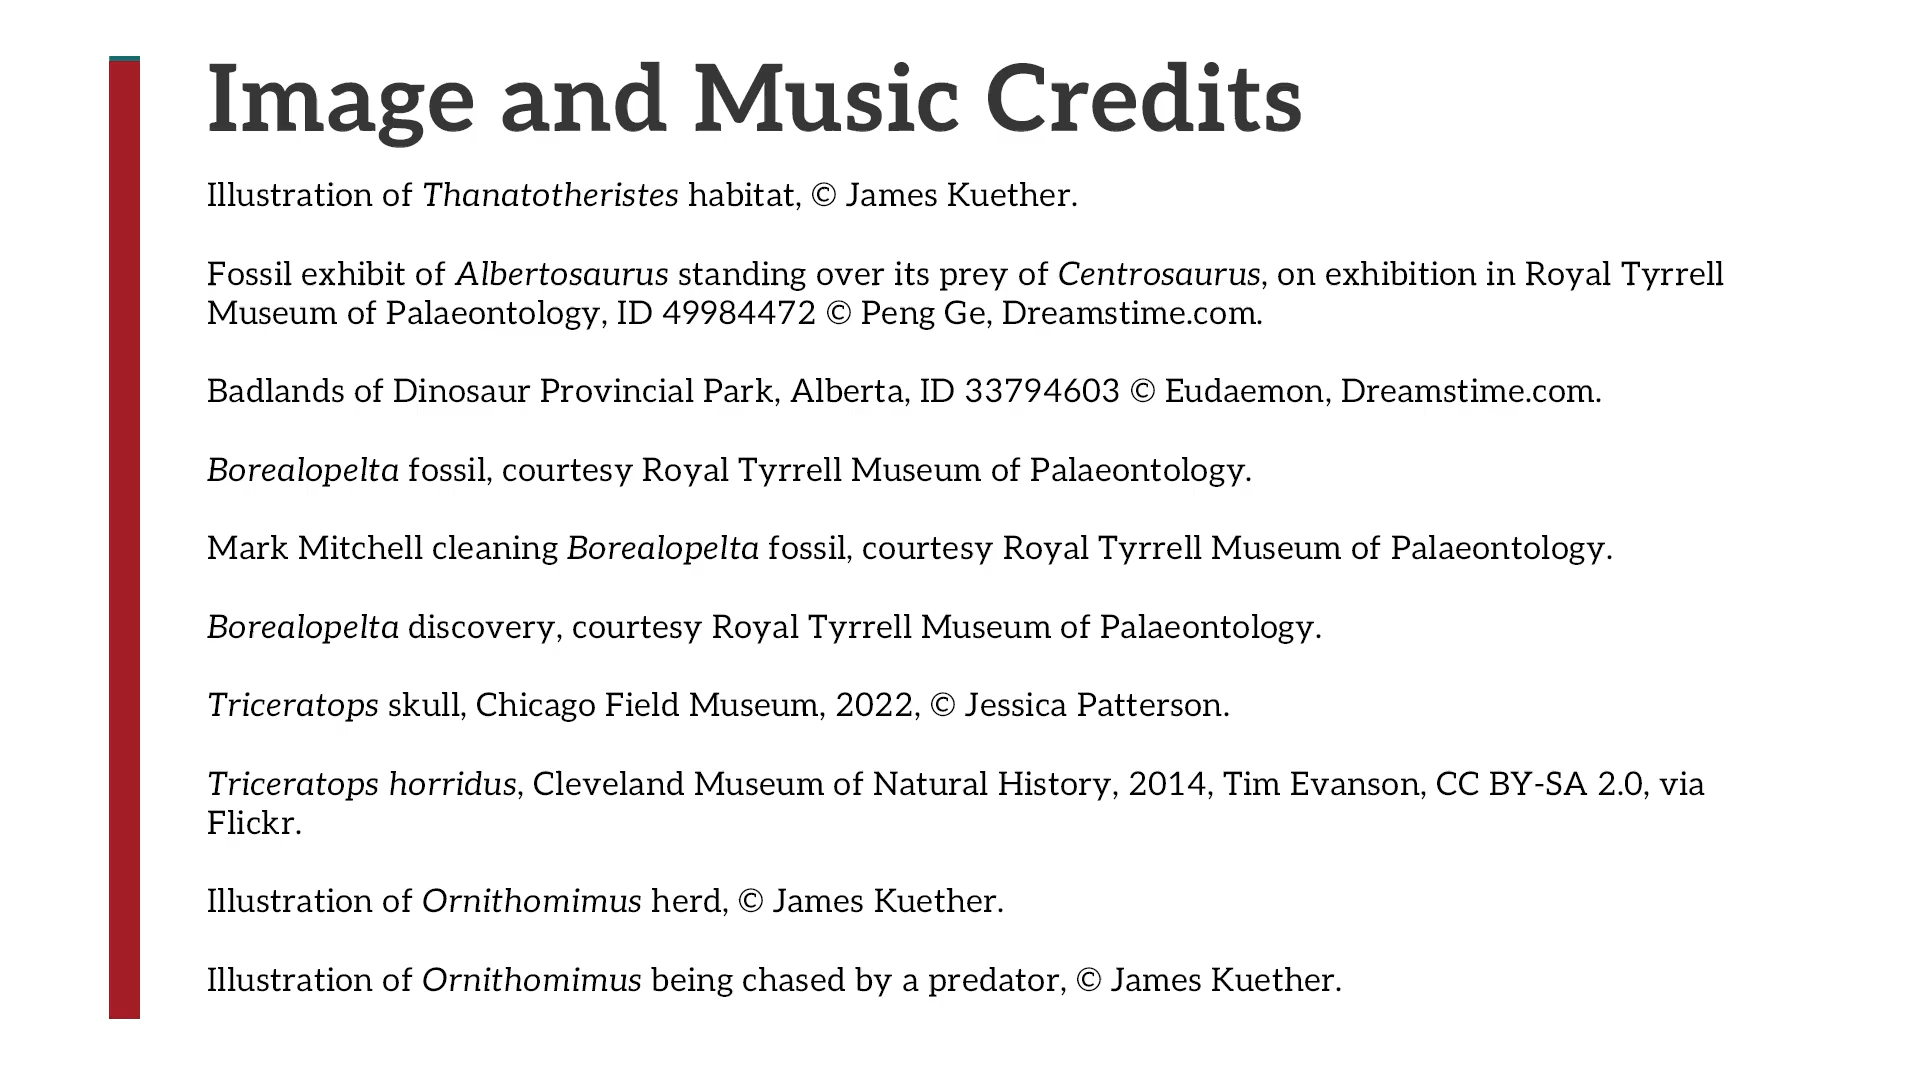 Image and Music Credits
Illustration of Thanatotheristes habitat, © James Kuether.
Fossil exhibit of Albertosaurus standing over its prey of Centrosaurus, on exhibition in Royal Tyrrell
Museum of Palaeontology, ID 49984472 © Peng Ge, Dreamstime.com.
Badlands of Dinosaur Provincial Park, Alberta, ID 33794603 © Eudaemon, Dreamstime.com.
Borealopelta fossil, courtesy Royal Tyrrell Museum of Palaeontology.
Mark Mitchell cleaning Borealopelta fossil, courtesy Royal Tyrrell Museum of Palaeontology.
Borealopelta discovery, courtesy Royal Tyrrell Museum of Palaeontology.
Triceratops skull, Chicago Field Museum, 2022, © Jessica Patterson.
Triceratops horridus, Cleveland Museum of Natural History, 2014, Tim Evanson, CC BY-SA 2.0, via
Flickr.
Illustration of Ornithomimus herd, © James Kuether.
Illustration of Ornithomimus being chased by a predator, © James Kuether.